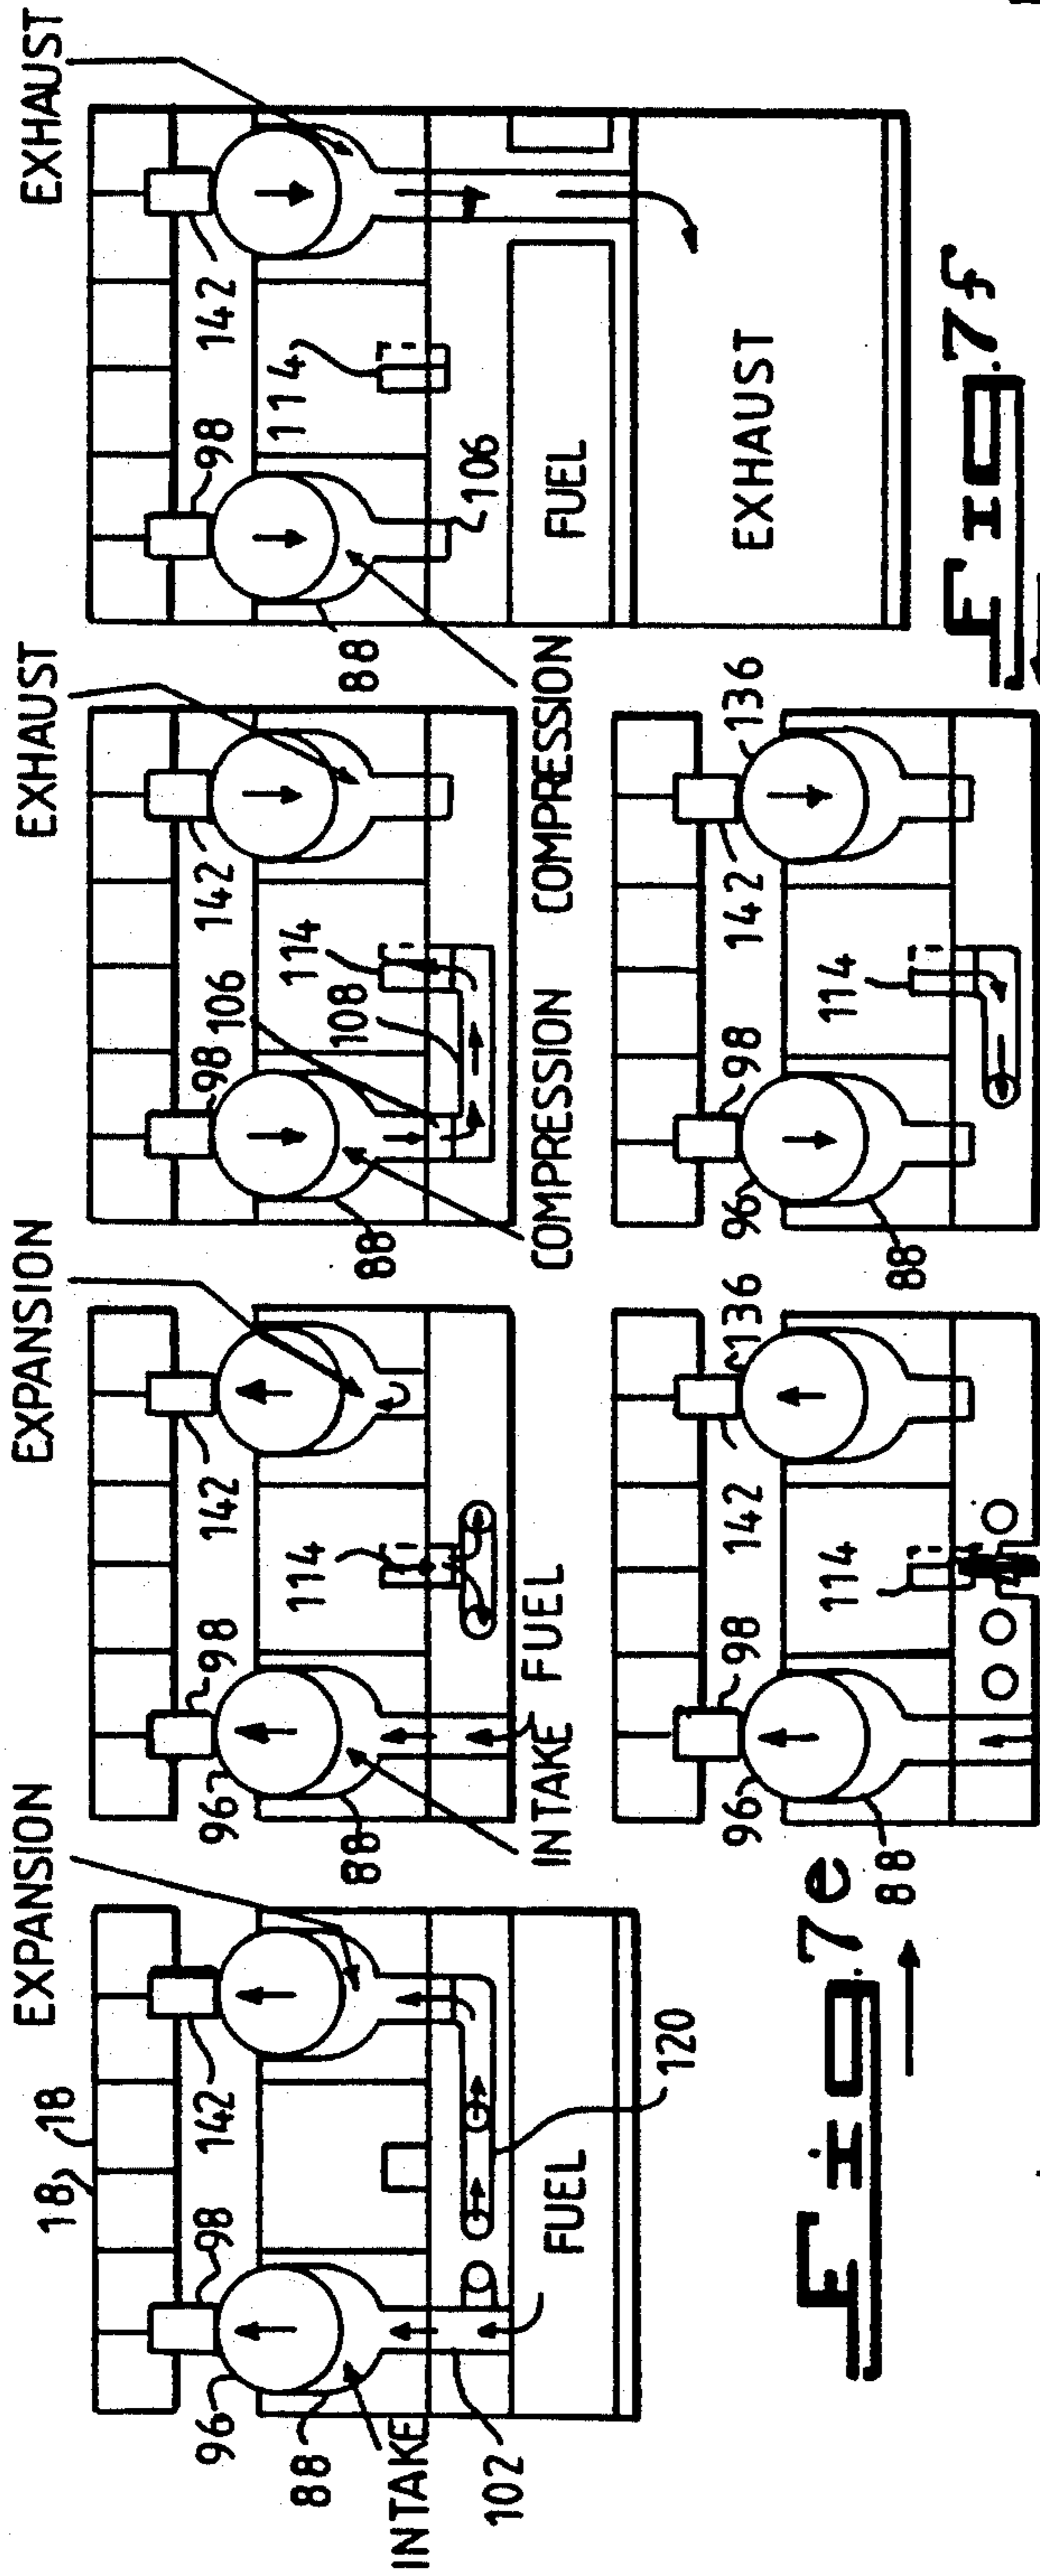 18 18
EXPANSION
98
142
96
88
INTAKE
102
FUEL
120
EXPANSION
98
142
96
114
88
INTAKE FUEL
EXHAUST
98
106
142
114
108
88
COMPRESSION
EXHAUST
98
142
114
88
106
FUEL
COMPRESSION
EXHAUST
98
142
136
96
114
88
98
142
136
96
114
88
Fig. 7e
Fig. 7f